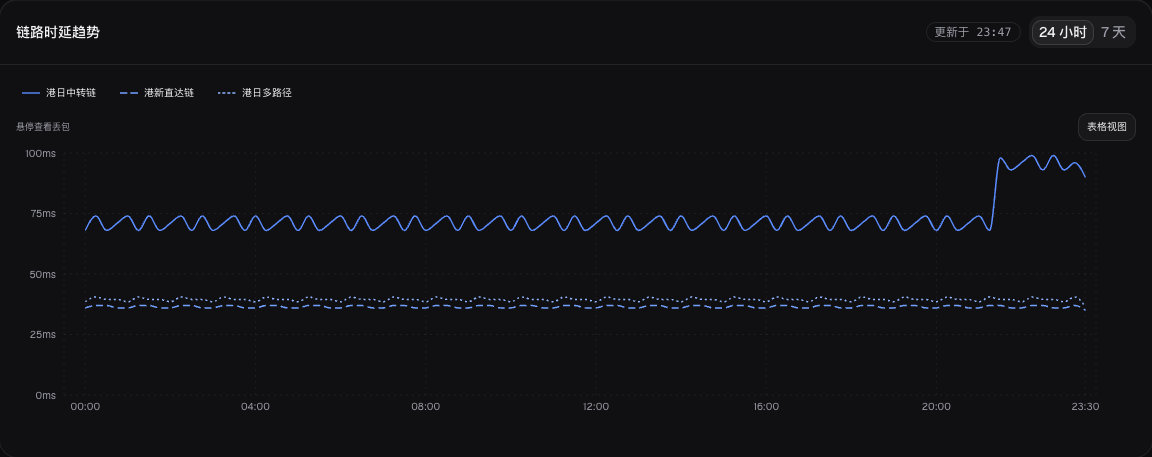 链路时延趋势
更新于 23:47
24 小时
7 天
港日中转链
港新直达链
港日多路径
悬停查看丢包
表格视图
100ms
75ms
50ms
25ms
0ms
00:00
04:00
08:00
12:00
16:00
20:00
23:30